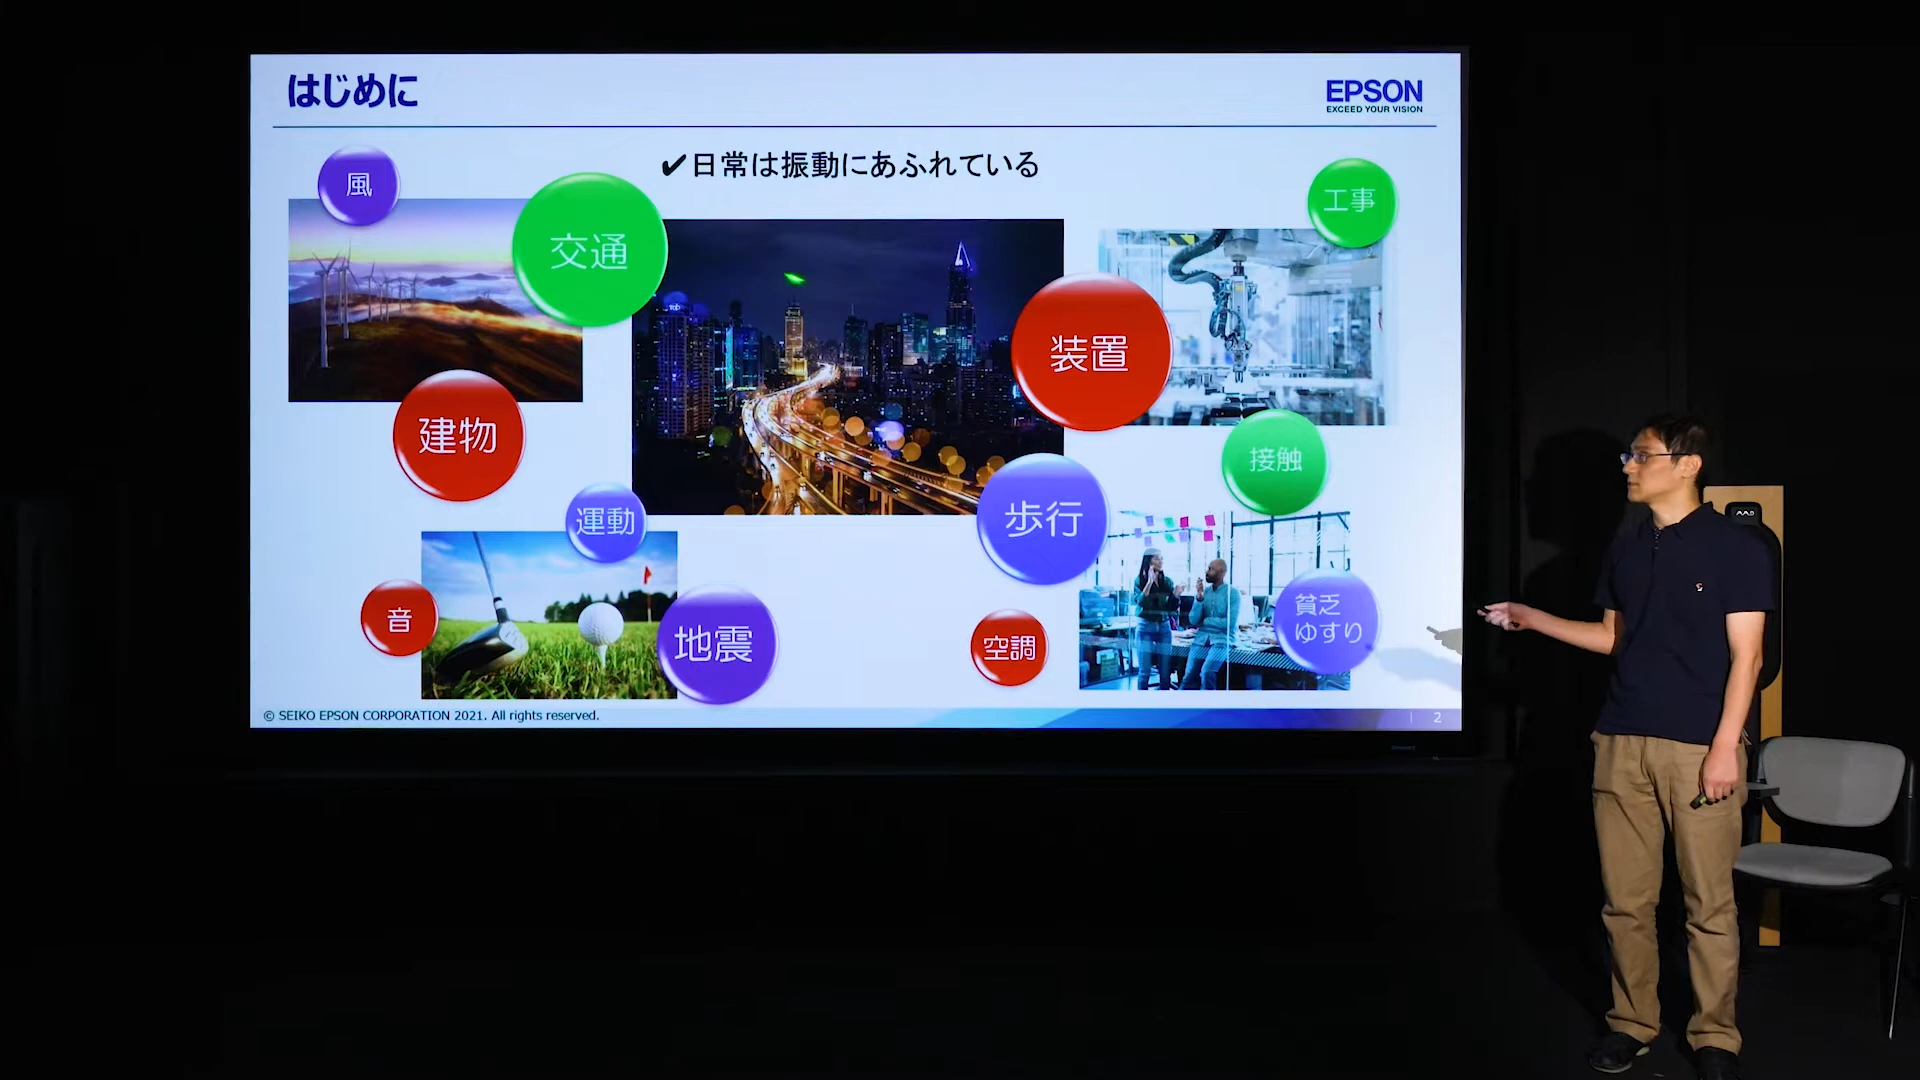 はじめに
EPSON
EXCEED YOUR VISION
✔日常は振動にあふれている
風
交通
工事
装置
建物
接触
運動
歩行
音
地震
空調
貧乏
ゆすり
© SEIKO EPSON CORPORATION 2021. All rights reserved.
2